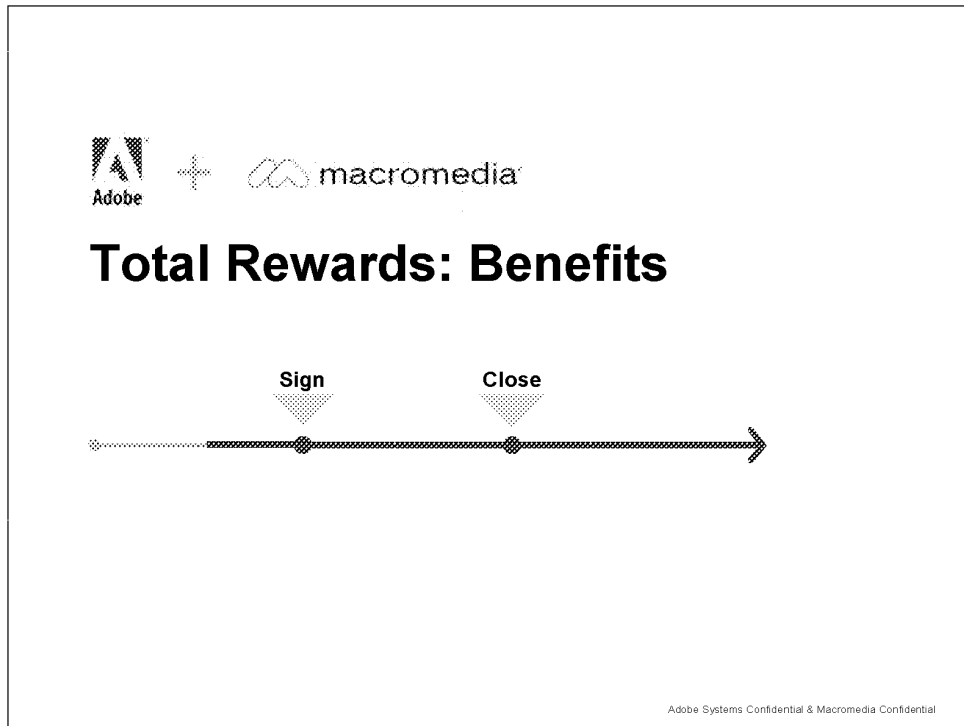 Adobe
+ macromedia
Total Rewards: Benefits
Sign Close
Adobe Systems Confidential & Macromedia Confidential